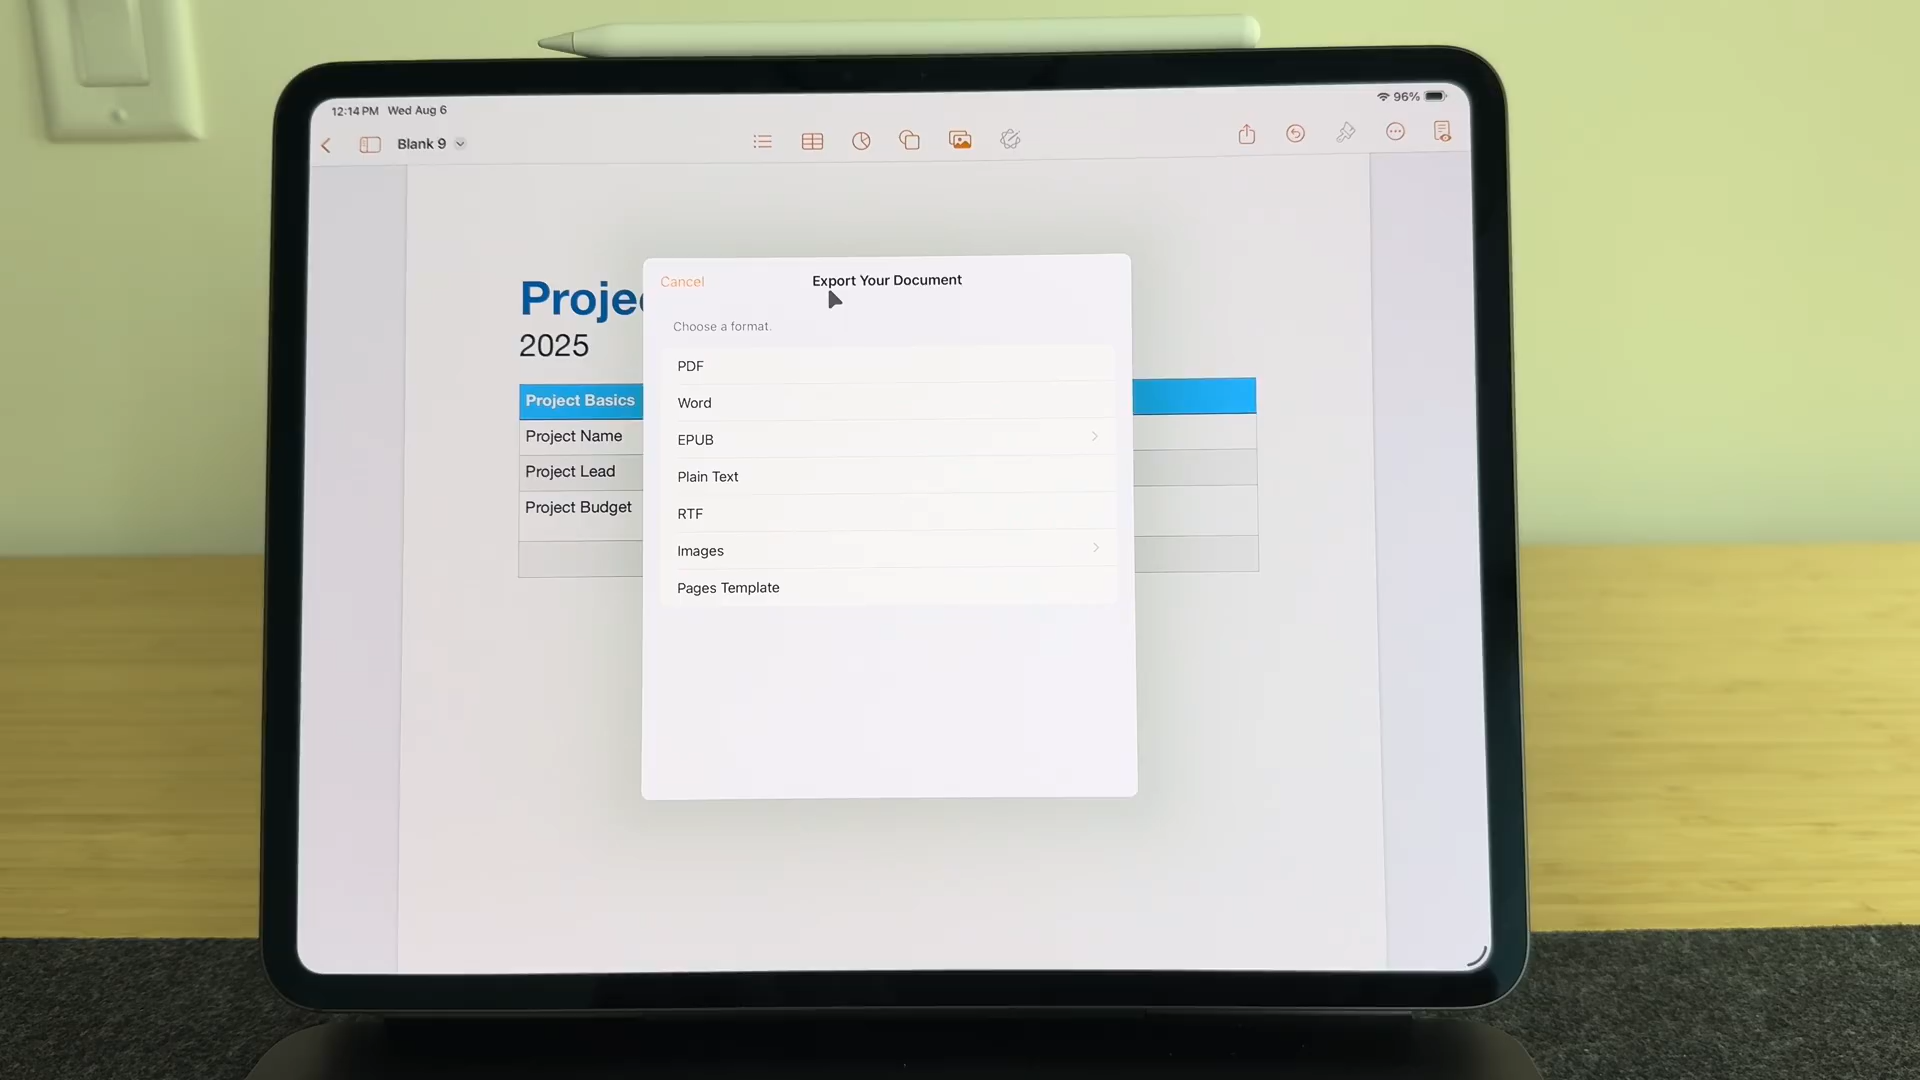 12:14 PM Wed Aug 6
96%
Blank 9
Export Your Document
Cancel
Choose a format.
PDF
Word
EPUB
Plain Text
RTF
Images
Pages Template
2025
Project Basics
Project Name
Project Lead
Project Budget